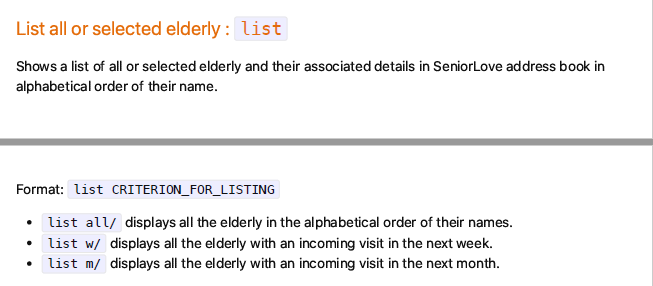 List all or selected elderly : list
Shows a list of all or selected elderly and their associated details in SeniorLove address book in
alphabetical order of their name.
Format: list CRITERION_FOR_LISTING
• list all/ displays all the elderly in the alphabetical order of their names.
• list w/ displays all the elderly with an incoming visit in the next week.
• list m/ displays all the elderly with an incoming visit in the next month.